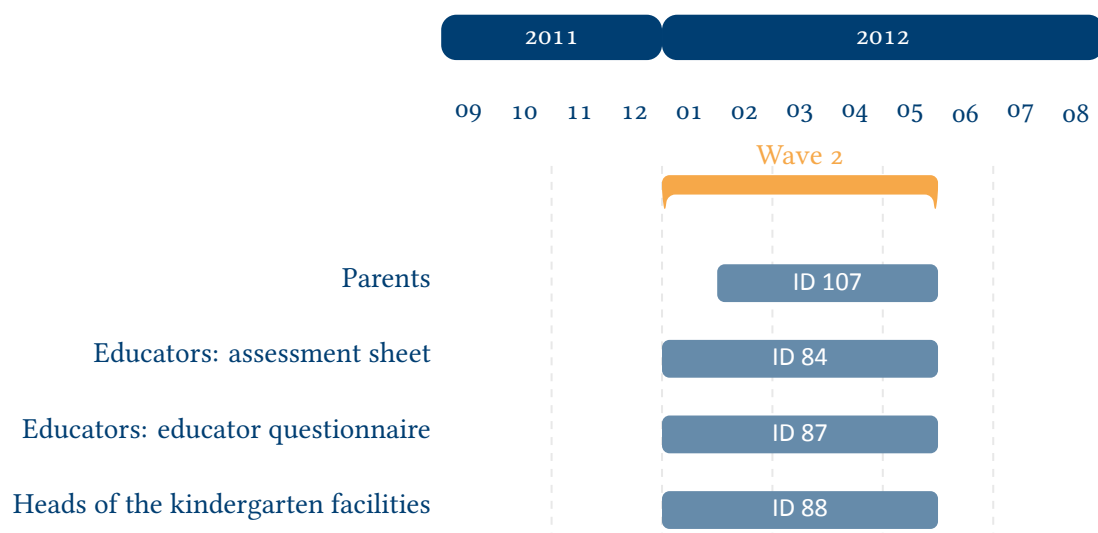 2011 2012
09 10 11 12 01 02 03 04 05 06 07 08
Wave 2
Parents ID 107
Educators: assessment sheet ID 84
Educators: educator questionnaire ID 87
Heads of the kindergarten facilities ID 88